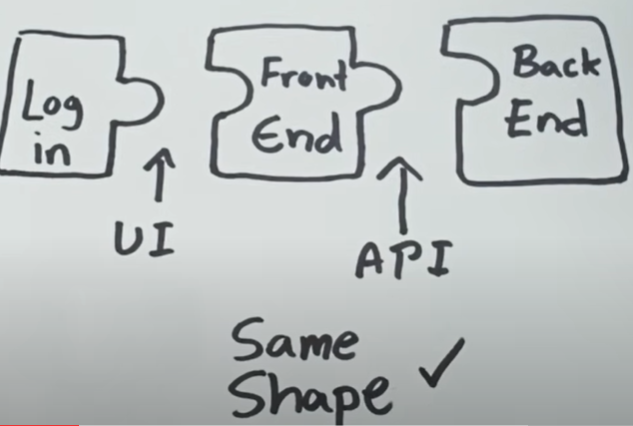 Log
in
Front
End
Back
End
UI
API
Same
Shape ✓